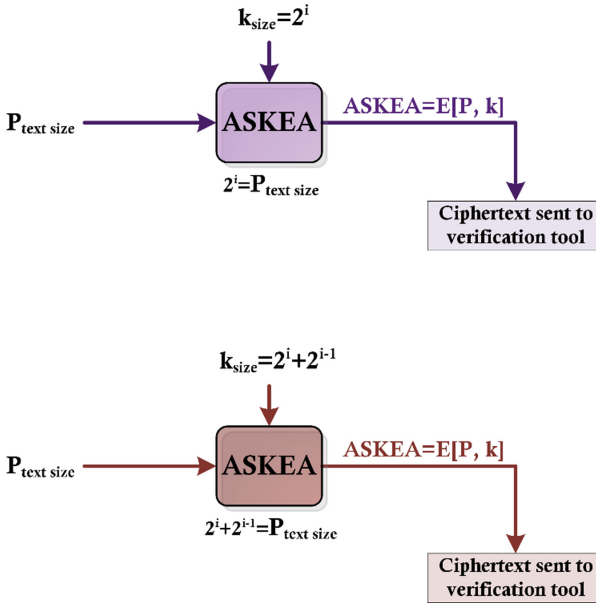 k_size=2^i
P_text size
ASKEA
ASKEA=E[P, k]
2^i=P_text size
Ciphertext sent to
verification tool
k_size=2^i+2^i-1
P_text size
ASKEA
ASKEA=E[P, k]
2^i+2^i-1=P_text size
Ciphertext sent to
verification tool